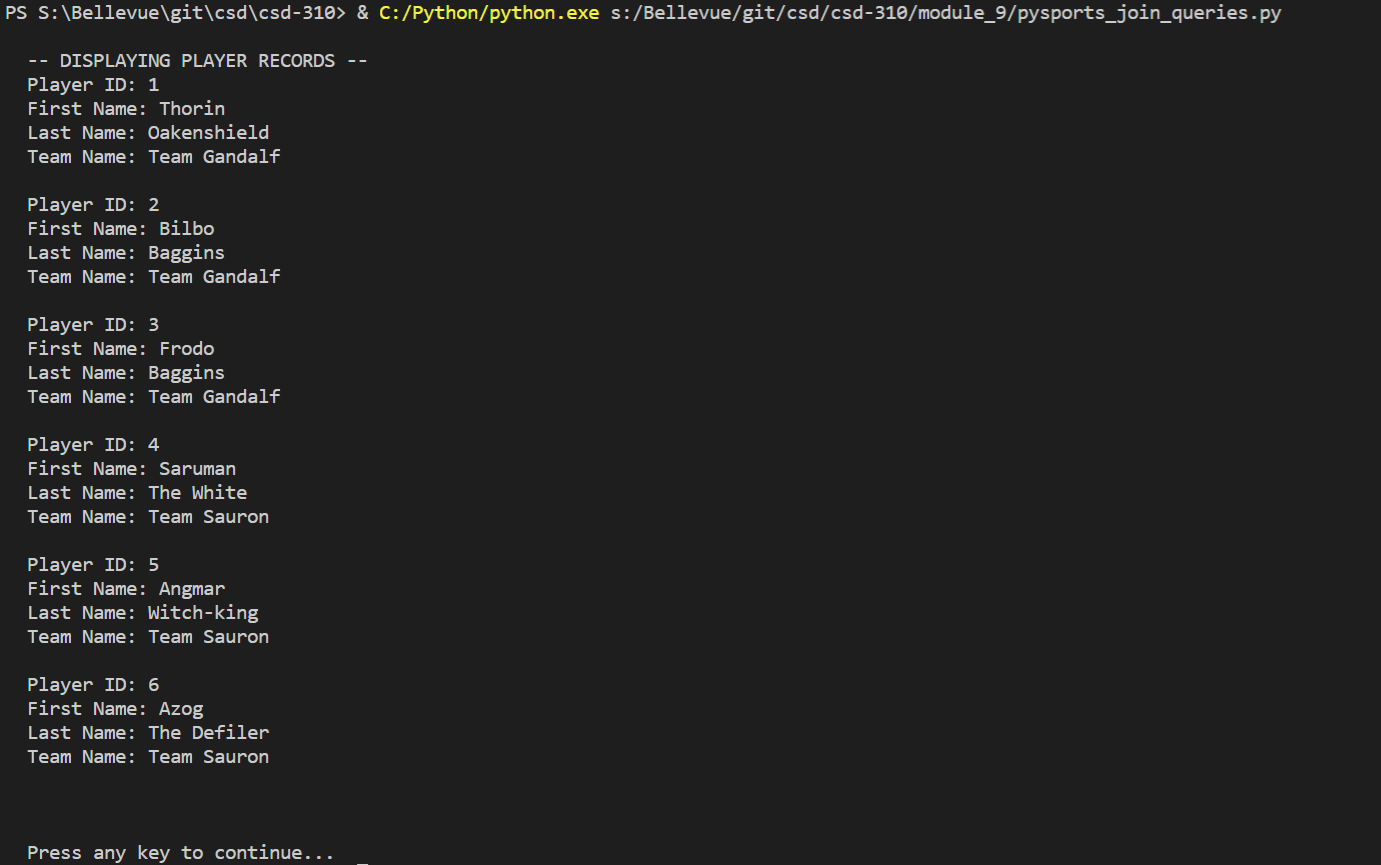 PS S:\Bellevue\git\csd\csd-310> & C:/Python/python.exe s:/Bellevue/git/csd/csd-310/module_9/pysports_join_queries.py
-- DISPLAYING PLAYER RECORDS --
Player ID: 1
First Name: Thorin
Last Name: Oakenshield
Team Name: Team Gandalf
Player ID: 2
First Name: Bilbo
Last Name: Baggins
Team Name: Team Gandalf
Player ID: 3
First Name: Frodo
Last Name: Baggins
Team Name: Team Gandalf
Player ID: 4
First Name: Saruman
Last Name: The White
Team Name: Team Sauron
Player ID: 5
First Name: Angmar
Last Name: Witch-king
Team Name: Team Sauron
Player ID: 6
First Name: Azog
Last Name: The Defiler
Team Name: Team Sauron
Press any key to continue...